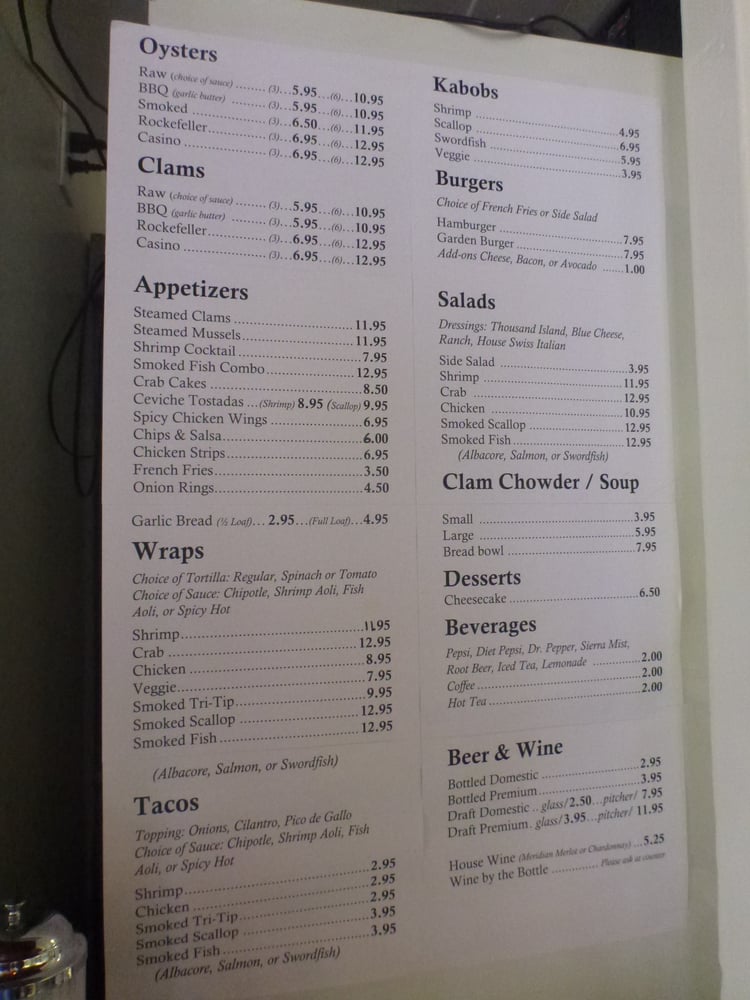 Oysters
Raw (choice of sauce) ........ (3)...5.95...(6)...10.95
BBQ (garlic butter) ......... (3)...5.95...(6)...10.95
Smoked ........ (3)...6.50...(6)...11.95
Rockefeller....... (3)...6.95...(6)...12.95
Casino ........ (3)...6.95...(6)...12.95
Clams
Raw (choice of sauce) ........ (3)...5.95...(6)...10.95
BBQ (garlic butter) ......... (3)...5.95...(6)...10.95
Rockefeller....... (3)...6.95...(6)...12.95
Casino ........ (3)...6.95...(6)...12.95
Appetizers
Steamed Clams ........ 11.95
Steamed Mussels........ 11.95
Shrimp Cocktail ........ 7.95
Smoked Fish Combo........ 12.95
Crab Cakes ........ 8.50
Ceviche Tostadas ...(Shrimp) 8.95 (Scallop) 9.95
Spicy Chicken Wings ........ 6.95
Chips & Salsa........ 6.00
Chicken Strips........ 6.95
French Fries........ 3.50
Onion Rings........ 4.50
Garlic Bread (½ Loaf)... 2.95...(Full Loaf)...4.95
Wraps
Choice of Tortilla: Regular, Spinach or Tomato
Choice of Sauce: Chipotle, Shrimp Aoli, Fish
Aoli, or Spicy Hot
Shrimp........ 11.95
Crab ........ 12.95
Chicken ........ 8.95
Veggie........ 7.95
Smoked Tri-Tip........ 9.95
Smoked Scallop ........ 12.95
Smoked Fish ........ 12.95
(Albacore, Salmon, or Swordfish)
Tacos
Topping: Onions, Cilantro, Pico de Gallo
Choice of Sauce: Chipotle, Shrimp Aoli, Fish
Aoli, or Spicy Hot
Shrimp........ 2.95
Chicken ........ 2.95
Smoked Tri-Tip........ 2.95
Smoked Scallop ........ 3.95
Smoked Fish ........ 3.95
(Albacore, Salmon, or Swordfish)
Kabobs
Shrimp ........ 4.95
Scallop ........ 6.95
Swordfish ........ 5.95
Veggie ........ 3.95
Burgers
Choice of French Fries or Side Salad
Hamburger ........ 7.95
Garden Burger ........ 7.95
Add-ons Cheese, Bacon, or Avocado ....... 1.00
Salads
Dressings: Thousand Island, Blue Cheese,
Ranch, House Swiss Italian
Side Salad ........ 3.95
Shrimp ........ 11.95
Crab ........ 12.95
Chicken ........ 10.95
Smoked Scallop ........ 12.95
Smoked Fish ........ 12.95
(Albacore, Salmon, or Swordfish)
Clam Chowder / Soup
Small ........ 3.95
Large ........ 5.95
Bread bowl ........ 7.95
Desserts
Cheesecake ........ 6.50
Beverages
Pepsi, Diet Pepsi, Dr. Pepper, Sierra Mist,
Root Beer, Iced Tea, Lemonade ........ 2.00
Coffee ........ 2.00
Hot Tea ........ 2.00
Beer & Wine
Bottled Domestic ........ 2.95
Bottled Premium........ 3.95
Draft Domestic .. glass/ 2.50...pitcher/ 7.95
Draft Premium . glass/ 3.95...pitcher/ 11.95
House Wine (Meridian Merlot or Chardonnay) ...5.25
Wine by the Bottle ............. Please ask at counter